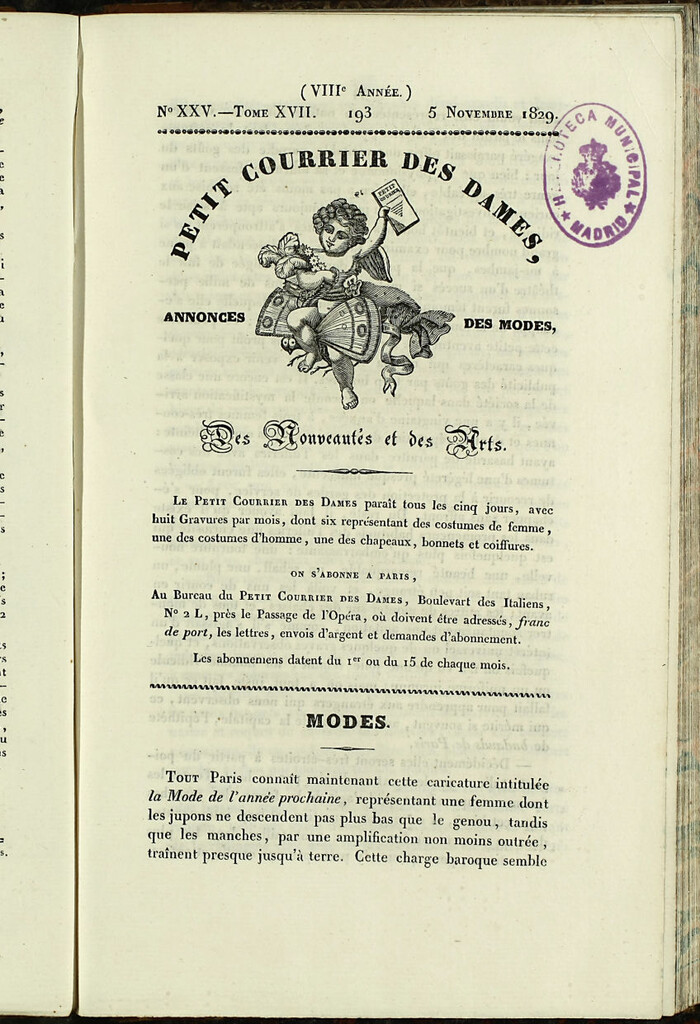 (VIIIe ANNÉE.)
No XXV.—TOME XVII. 193 5 NOVEMBRE 1829.
HEMEROTECA MUNICIPAL
★ MADRID ★
PETIT COURRIER DES DAMES,
PETIT
ANNONCES DES MODES,
Des Nouveautés et des Arts.
LE PETIT COURRIER DES DAMES paraît tous les cinq jours, avec
huit Gravures par mois, dont six représentant des costumes de femme,
une des costumes d'homme, une des chapeaux, bonnets et coiffures.
ON S'ABONNE A PARIS,
Au Bureau du PETIT COURRIER DES DAMES, Boulevart des Italiens,
No 2 L, près le Passage de l'Opéra, où doivent être adressés, franc
de port, les lettres, envois d'argent et demandes d'abonnement.
Les abonnemens datent du 1er ou du 15 de chaque mois.
MODES.
TOUT Paris connaît maintenant cette caricature intitulée
la Mode de l'année prochaine, représentant une femme dont
les jupons ne descendent pas plus bas que le genou, tandis
que les manches, par une amplification non moins outrée,
traînent presque jusqu'à terre. Cette charge baroque semble